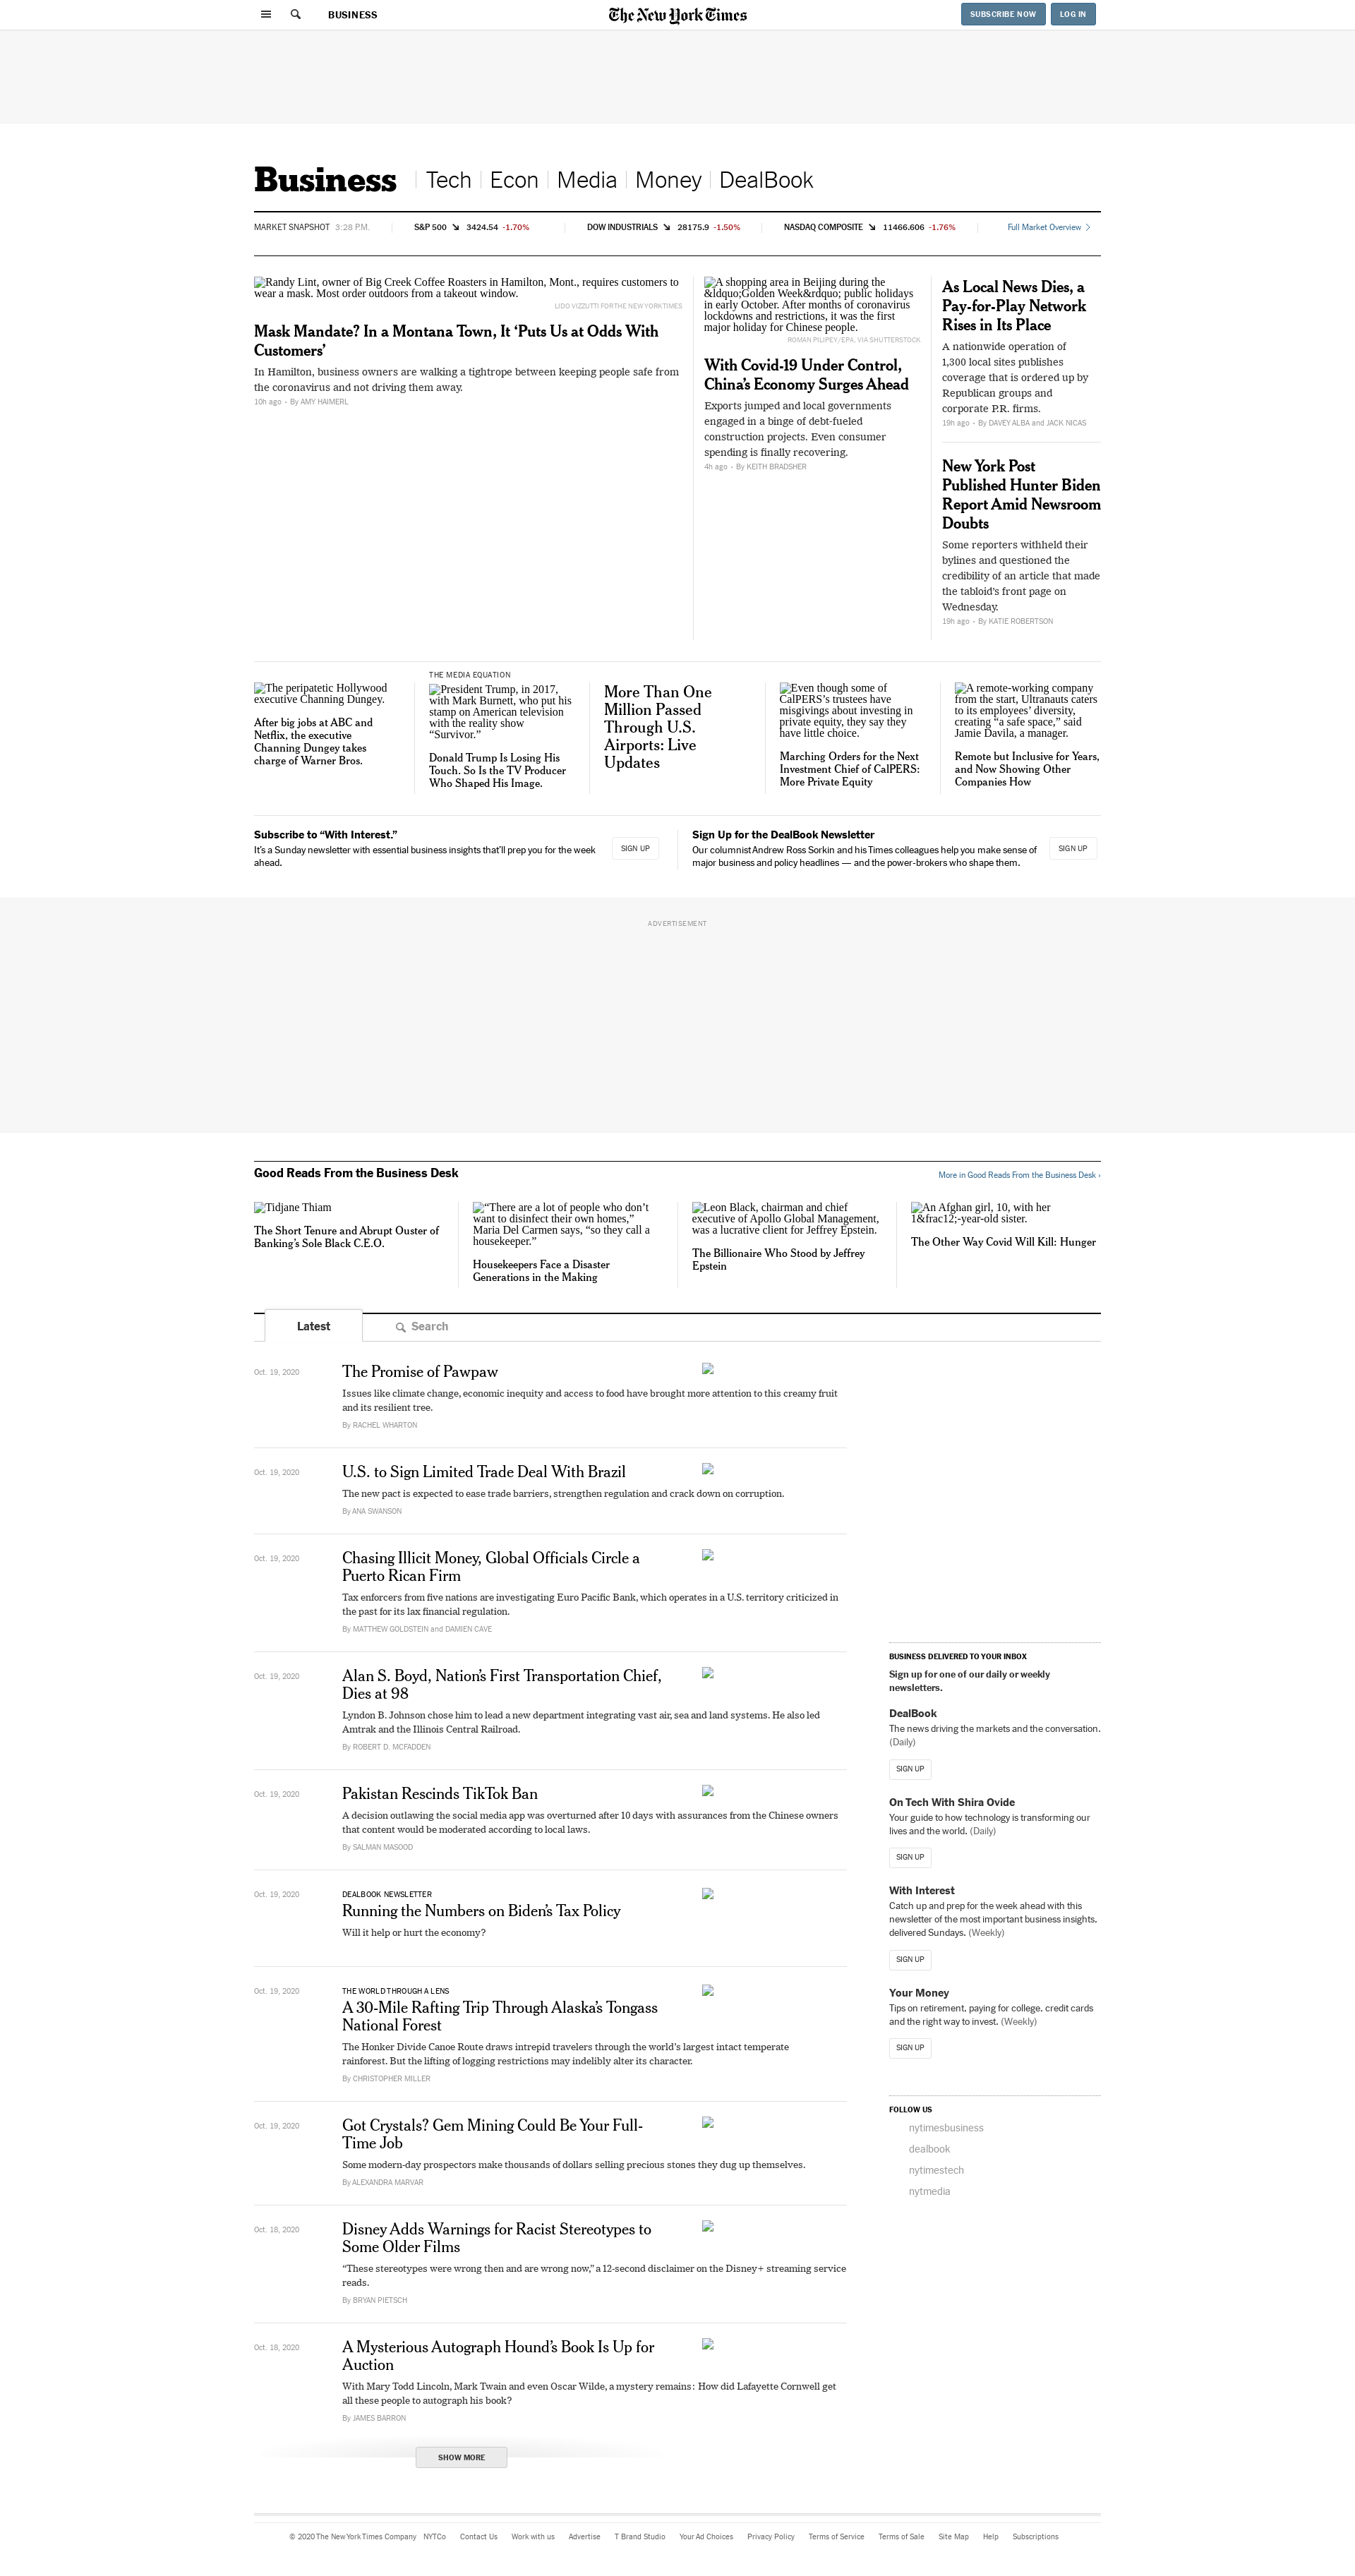 BUSINESS
The New York Times
SUBSCRIBE NOW
LOG IN
Business
Tech
Econ
Media
Money
DealBook
MARKET SNAPSHOT 3:28 P.M.
S&P 500 3424.54 -1.70%
DOW INDUSTRIALS 28175.9 -1.50%
NASDAQ COMPOSITE 11466.606 -1.76%
Full Market Overview
Randy Lint, owner of Big Creek Coffee Roasters in Hamilton, Mont., requires customers to
wear a mask. Most order outdoors from a takeout window.
LIDO VIZZUTTI FOR THE NEW YORK TIMES
Mask Mandate? In a Montana Town, It ‘Puts Us at Odds With
Customers’
In Hamilton, business owners are walking a tightrope between keeping people safe from
the coronavirus and not driving them away.
10h ago • By AMY HAIMERL
A shopping area in Beijing during the
&ldquo;Golden Week&rdquo; public holidays
in early October. After months of coronavirus
lockdowns and restrictions, it was the first
major holiday for Chinese people.
ROMAN PILIPEY/EPA, VIA SHUTTERSTOCK
With Covid-19 Under Control,
China’s Economy Surges Ahead
Exports jumped and local governments
engaged in a binge of debt-fueled
construction projects. Even consumer
spending is finally recovering.
4h ago • By KEITH BRADSHER
As Local News Dies, a
Pay-for-Play Network
Rises in Its Place
A nationwide operation of
1,300 local sites publishes
coverage that is ordered up by
Republican groups and
corporate P.R. firms.
19h ago • By DAVEY ALBA and JACK NICAS
New York Post
Published Hunter Biden
Report Amid Newsroom
Doubts
Some reporters withheld their
bylines and questioned the
credibility of an article that made
the tabloid’s front page on
Wednesday.
19h ago • By KATIE ROBERTSON
The peripatetic Hollywood
executive Channing Dungey.
After big jobs at ABC and
Netflix, the executive
Channing Dungey takes
charge of Warner Bros.
THE MEDIA EQUATION
President Trump, in 2017,
with Mark Burnett, who put his
stamp on American television
with the reality show
“Survivor.”
Donald Trump Is Losing His
Touch. So Is the TV Producer
Who Shaped His Image.
More Than One
Million Passed
Through U.S.
Airports: Live
Updates
Even though some of
CalPERS’s trustees have
misgivings about investing in
private equity, they say they
have little choice.
Marching Orders for the Next
Investment Chief of CalPERS:
More Private Equity
A remote-working company
from the start, Ultranauts caters
to its employees’ diversity,
creating “a safe space,” said
Jamie Davila, a manager.
Remote but Inclusive for Years,
and Now Showing Other
Companies How
Subscribe to “With Interest.”
It’s a Sunday newsletter with essential business insights that’ll prep you for the week
ahead.
SIGN UP
Sign Up for the DealBook Newsletter
Our columnist Andrew Ross Sorkin and his Times colleagues help you make sense of
major business and policy headlines — and the power-brokers who shape them.
SIGN UP
ADVERTISEMENT
Good Reads From the Business Desk
More in Good Reads From the Business Desk ›
Tidjane Thiam
The Short Tenure and Abrupt Ouster of
Banking’s Sole Black C.E.O.
“There are a lot of people who don’t
want to disinfect their own homes,”
Maria Del Carmen says, “so they call a
housekeeper.”
Housekeepers Face a Disaster
Generations in the Making
Leon Black, chairman and chief
executive of Apollo Global Management,
was a lucrative client for Jeffrey Epstein.
The Billionaire Who Stood by Jeffrey
Epstein
An Afghan girl, 10, with her
1&frac12;-year-old sister.
The Other Way Covid Will Kill: Hunger
Latest
Search
Oct. 19, 2020
The Promise of Pawpaw
Issues like climate change, economic inequity and access to food have brought more attention to this creamy fruit
and its resilient tree.
By RACHEL WHARTON
Oct. 19, 2020
U.S. to Sign Limited Trade Deal With Brazil
The new pact is expected to ease trade barriers, strengthen regulation and crack down on corruption.
By ANA SWANSON
Oct. 19, 2020
Chasing Illicit Money, Global Officials Circle a
Puerto Rican Firm
Tax enforcers from five nations are investigating Euro Pacific Bank, which operates in a U.S. territory criticized in
the past for its lax financial regulation.
By MATTHEW GOLDSTEIN and DAMIEN CAVE
Oct. 19, 2020
Alan S. Boyd, Nation’s First Transportation Chief,
Dies at 98
Lyndon B. Johnson chose him to lead a new department integrating vast air, sea and land systems. He also led
Amtrak and the Illinois Central Railroad.
By ROBERT D. MCFADDEN
Oct. 19, 2020
Pakistan Rescinds TikTok Ban
A decision outlawing the social media app was overturned after 10 days with assurances from the Chinese owners
that content would be moderated according to local laws.
By SALMAN MASOOD
Oct. 19, 2020
DEALBOOK NEWSLETTER
Running the Numbers on Biden’s Tax Policy
Will it help or hurt the economy?
Oct. 19, 2020
THE WORLD THROUGH A LENS
A 30-Mile Rafting Trip Through Alaska’s Tongass
National Forest
The Honker Divide Canoe Route draws intrepid travelers through the world’s largest intact temperate
rainforest. But the lifting of logging restrictions may indelibly alter its character.
By CHRISTOPHER MILLER
Oct. 19, 2020
Got Crystals? Gem Mining Could Be Your Full-
Time Job
Some modern-day prospectors make thousands of dollars selling precious stones they dug up themselves.
By ALEXANDRA MARVAR
Oct. 18, 2020
Disney Adds Warnings for Racist Stereotypes to
Some Older Films
“These stereotypes were wrong then and are wrong now,” a 12-second disclaimer on the Disney+ streaming service
reads.
By BRYAN PIETSCH
Oct. 18, 2020
A Mysterious Autograph Hound’s Book Is Up for
Auction
With Mary Todd Lincoln, Mark Twain and even Oscar Wilde, a mystery remains: How did Lafayette Cornwell get
all these people to autograph his book?
By JAMES BARRON
SHOW MORE
BUSINESS DELIVERED TO YOUR INBOX
Sign up for one of our daily or weekly
newsletters.
DealBook
The news driving the markets and the conversation.
(Daily)
SIGN UP
On Tech With Shira Ovide
Your guide to how technology is transforming our
lives and the world. (Daily)
SIGN UP
With Interest
Catch up and prep for the week ahead with this
newsletter of the most important business insights,
delivered Sundays. (Weekly)
SIGN UP
Your Money
Tips on retirement, paying for college, credit cards
and the right way to invest. (Weekly)
SIGN UP
FOLLOW US
nytimesbusiness
dealbook
nytimestech
nytmedia
© 2020 The New York Times Company NYTCo Contact Us Work with us Advertise T Brand Studio Your Ad Choices Privacy Policy Terms of Service Terms of Sale Site Map Help Subscriptions